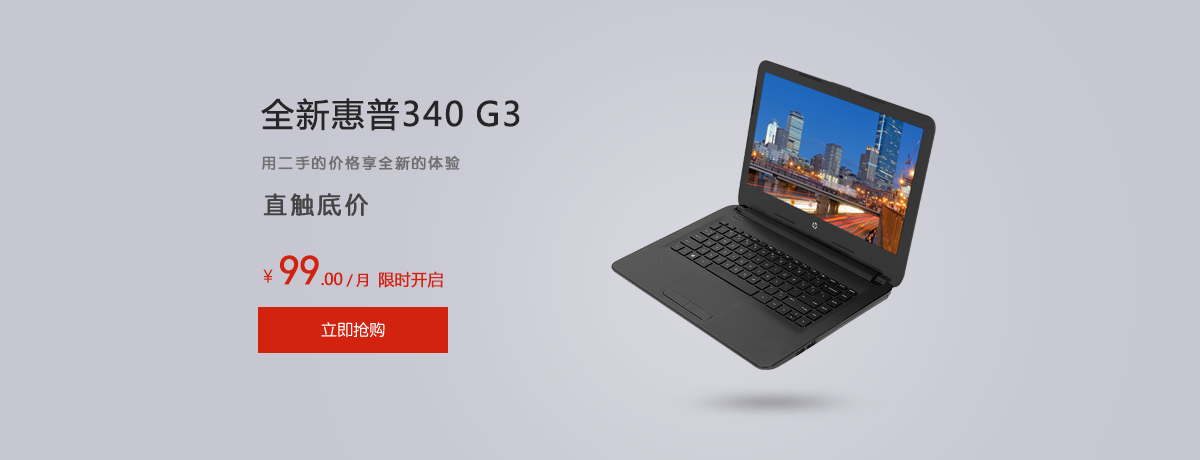 全新惠普340 G3
用二手的价格享全新的体验
直触底价
¥ 99.00 / 月 限时开启
立即抢购
hp